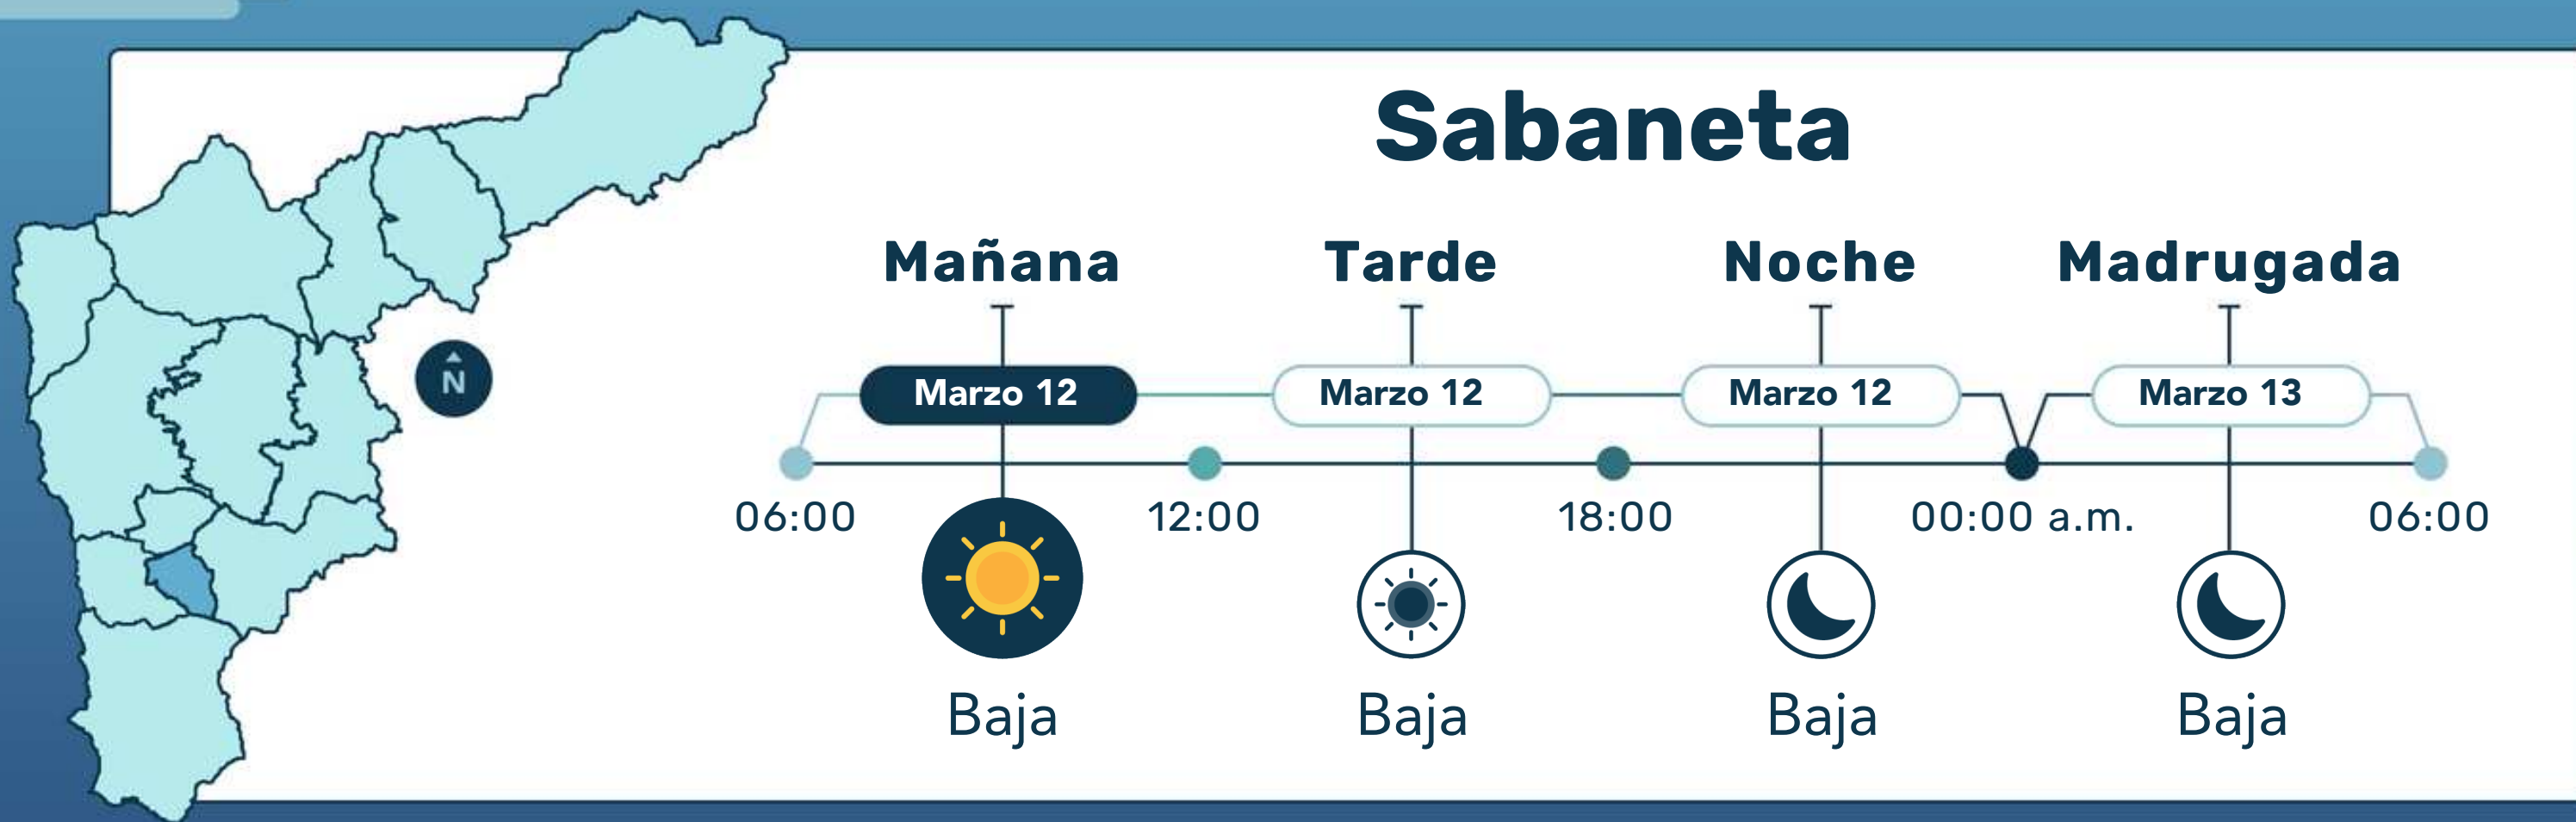 Sabaneta
Mañana Tarde Noche Madrugada
N
Marzo 12 Marzo 12 Marzo 12 Marzo 13
06:00 12:00 18:00 00:00 a.m. 06:00
Baja Baja Baja Baja